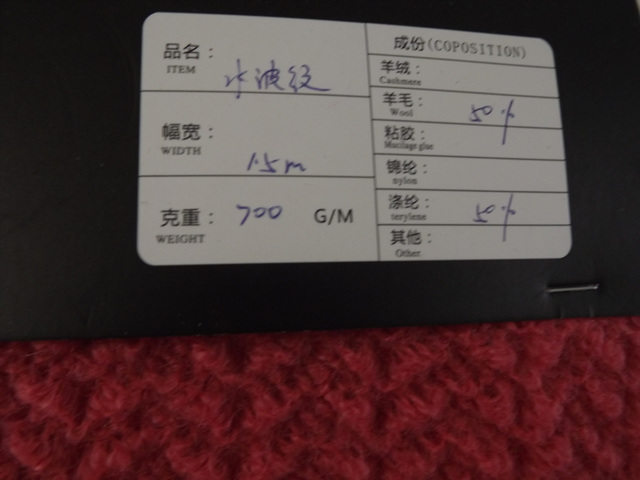 品名： 水波纹
ITEM
幅宽： 1.5m
WIDTH
克重： 700 G/M
WEIGHT
成份(COPOSITION)
羊绒：
Cashmere
羊毛： 50%
Wool
粘胶：
Mucilage glue
锦纶：
nylon
涤纶： 50%
terylene
其他：
Other